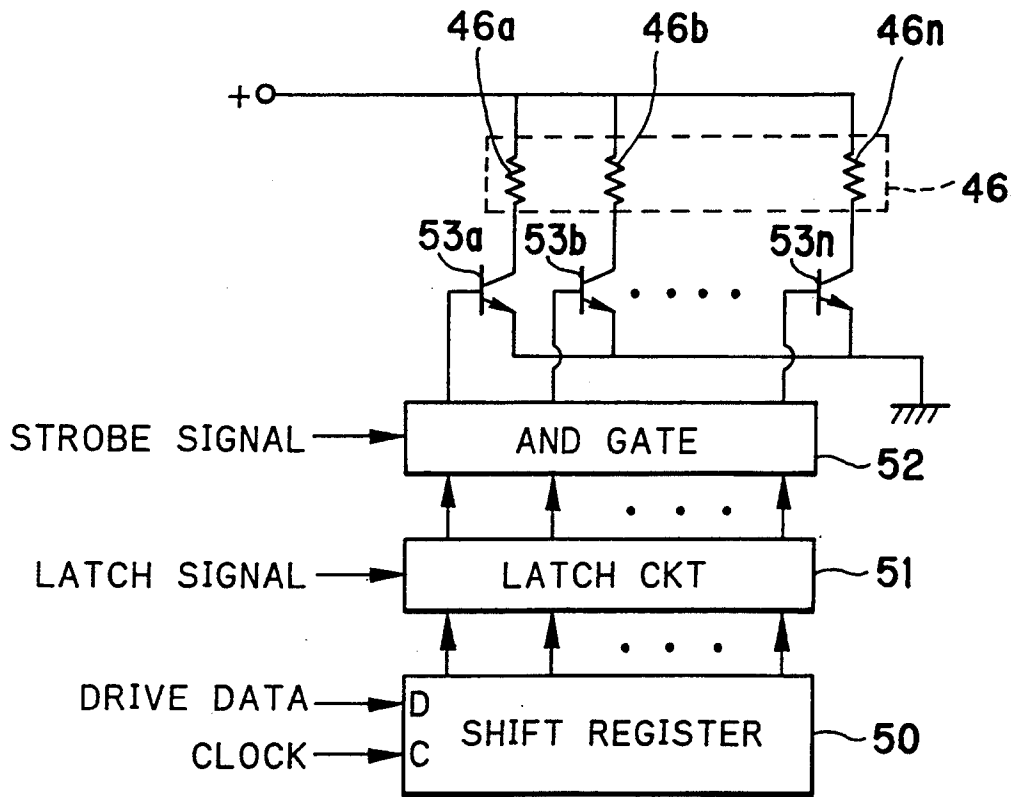 46a 46b 46n
+
46
53a 53b 53n
STROBE SIGNAL AND GATE
52
LATCH SIGNAL LATCH CKT 51
DRIVE DATA D
SHIFT REGISTER 50
CLOCK C